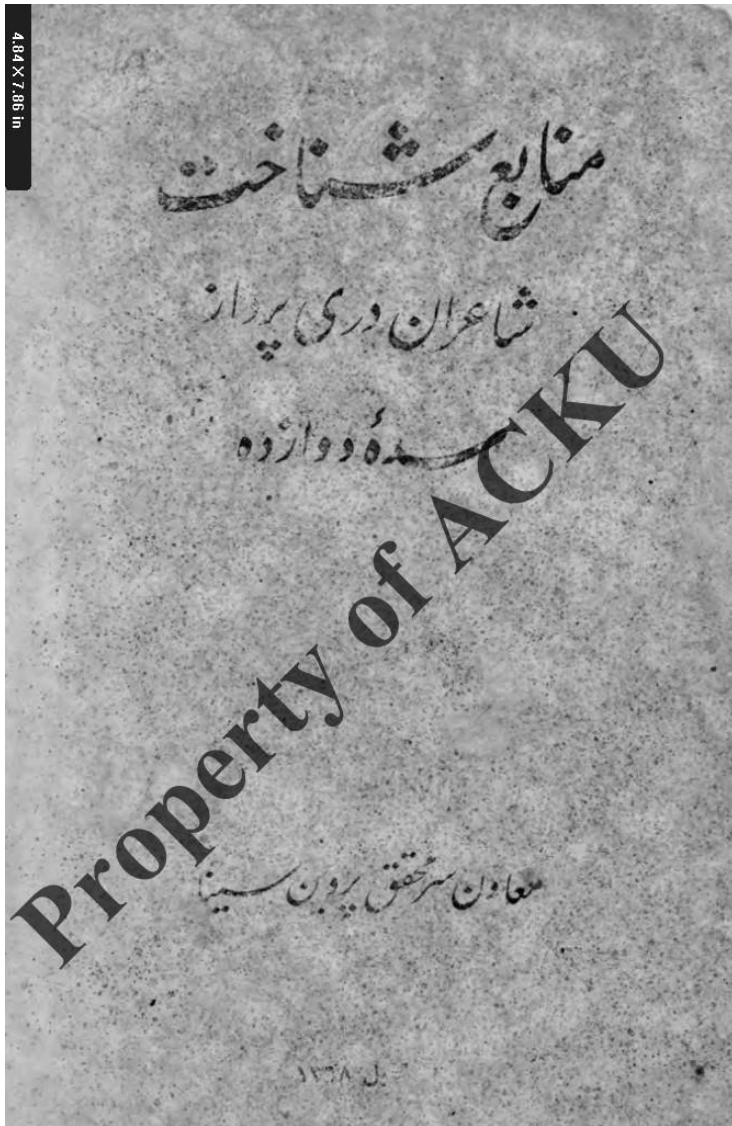 4.84 X 7.86 in
منابع شناخت
شاعران دری پرداز
سدهٔ دوازده
Property of ACKU
معاون سرمحقق پروین سینا
۱۳۶۸